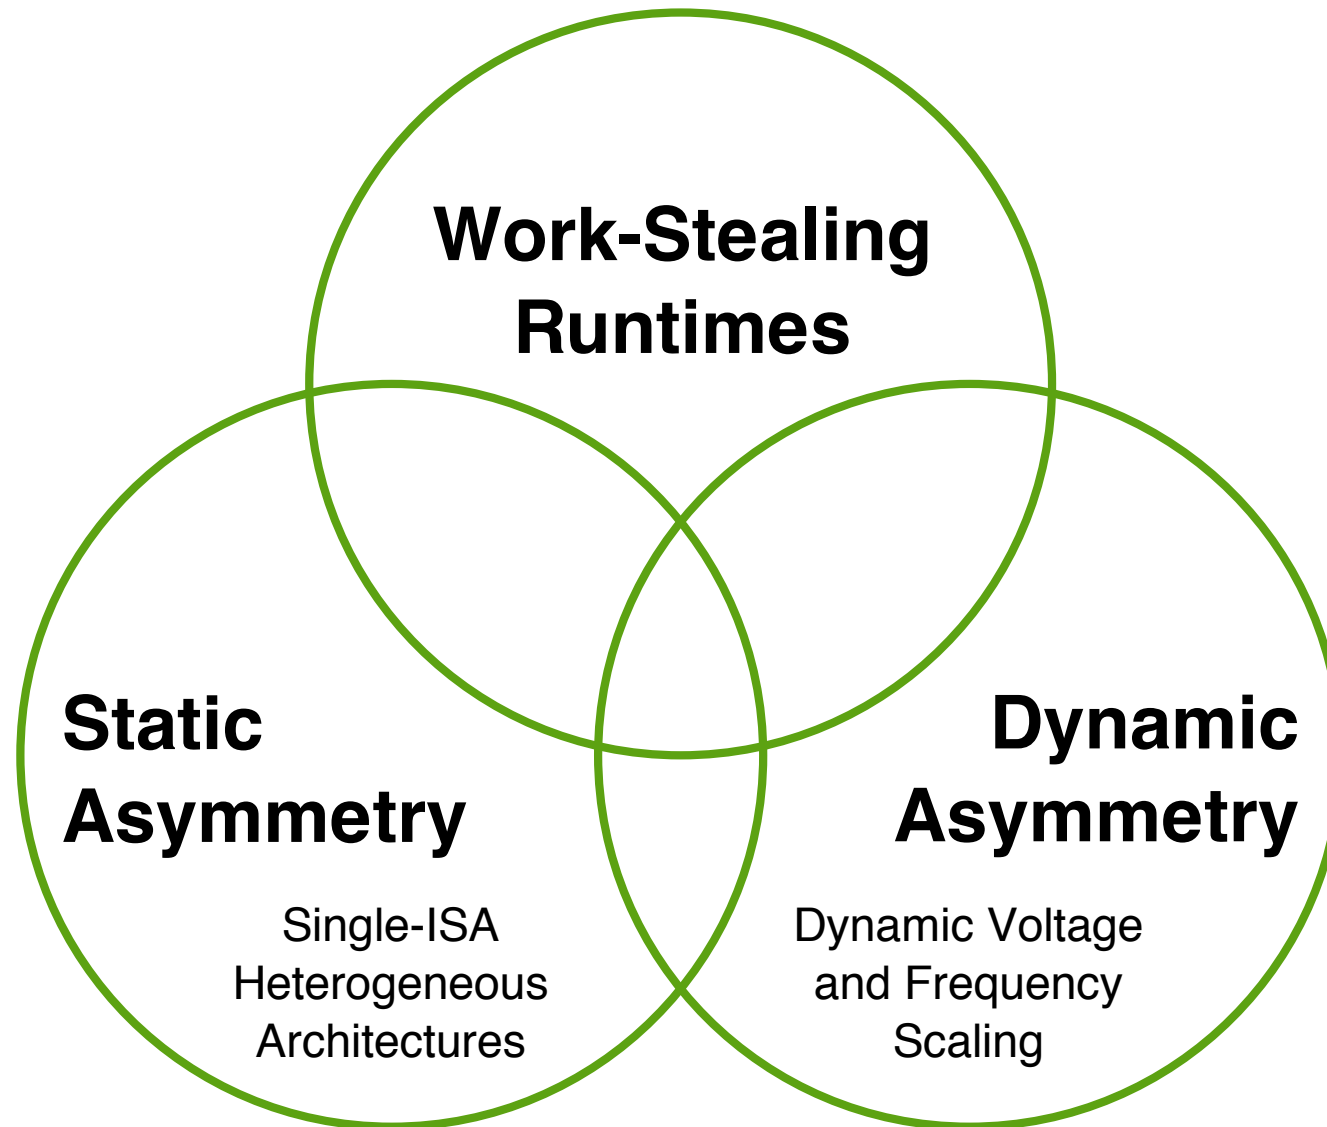 Work-Stealing
Runtimes
Static
Asymmetry
Dynamic
Asymmetry
Single-ISA
Heterogeneous
Architectures
Dynamic Voltage
and Frequency
Scaling